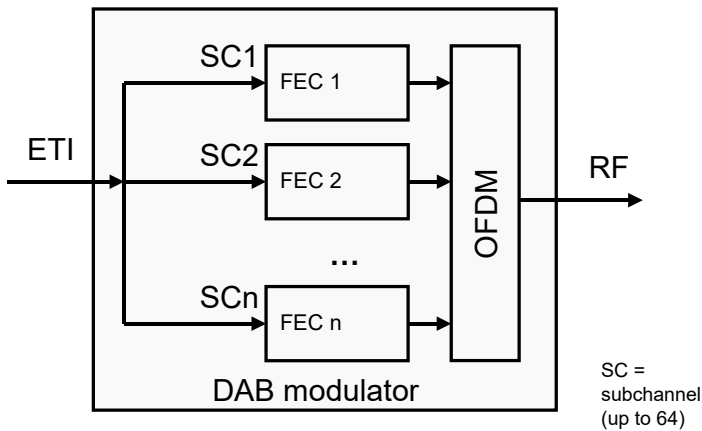 SC1
FEC 1
ETI
SC2
FEC 2
RF
OFDM
...
SCn
FEC n
DAB modulator
SC =
subchannel
(up to 64)